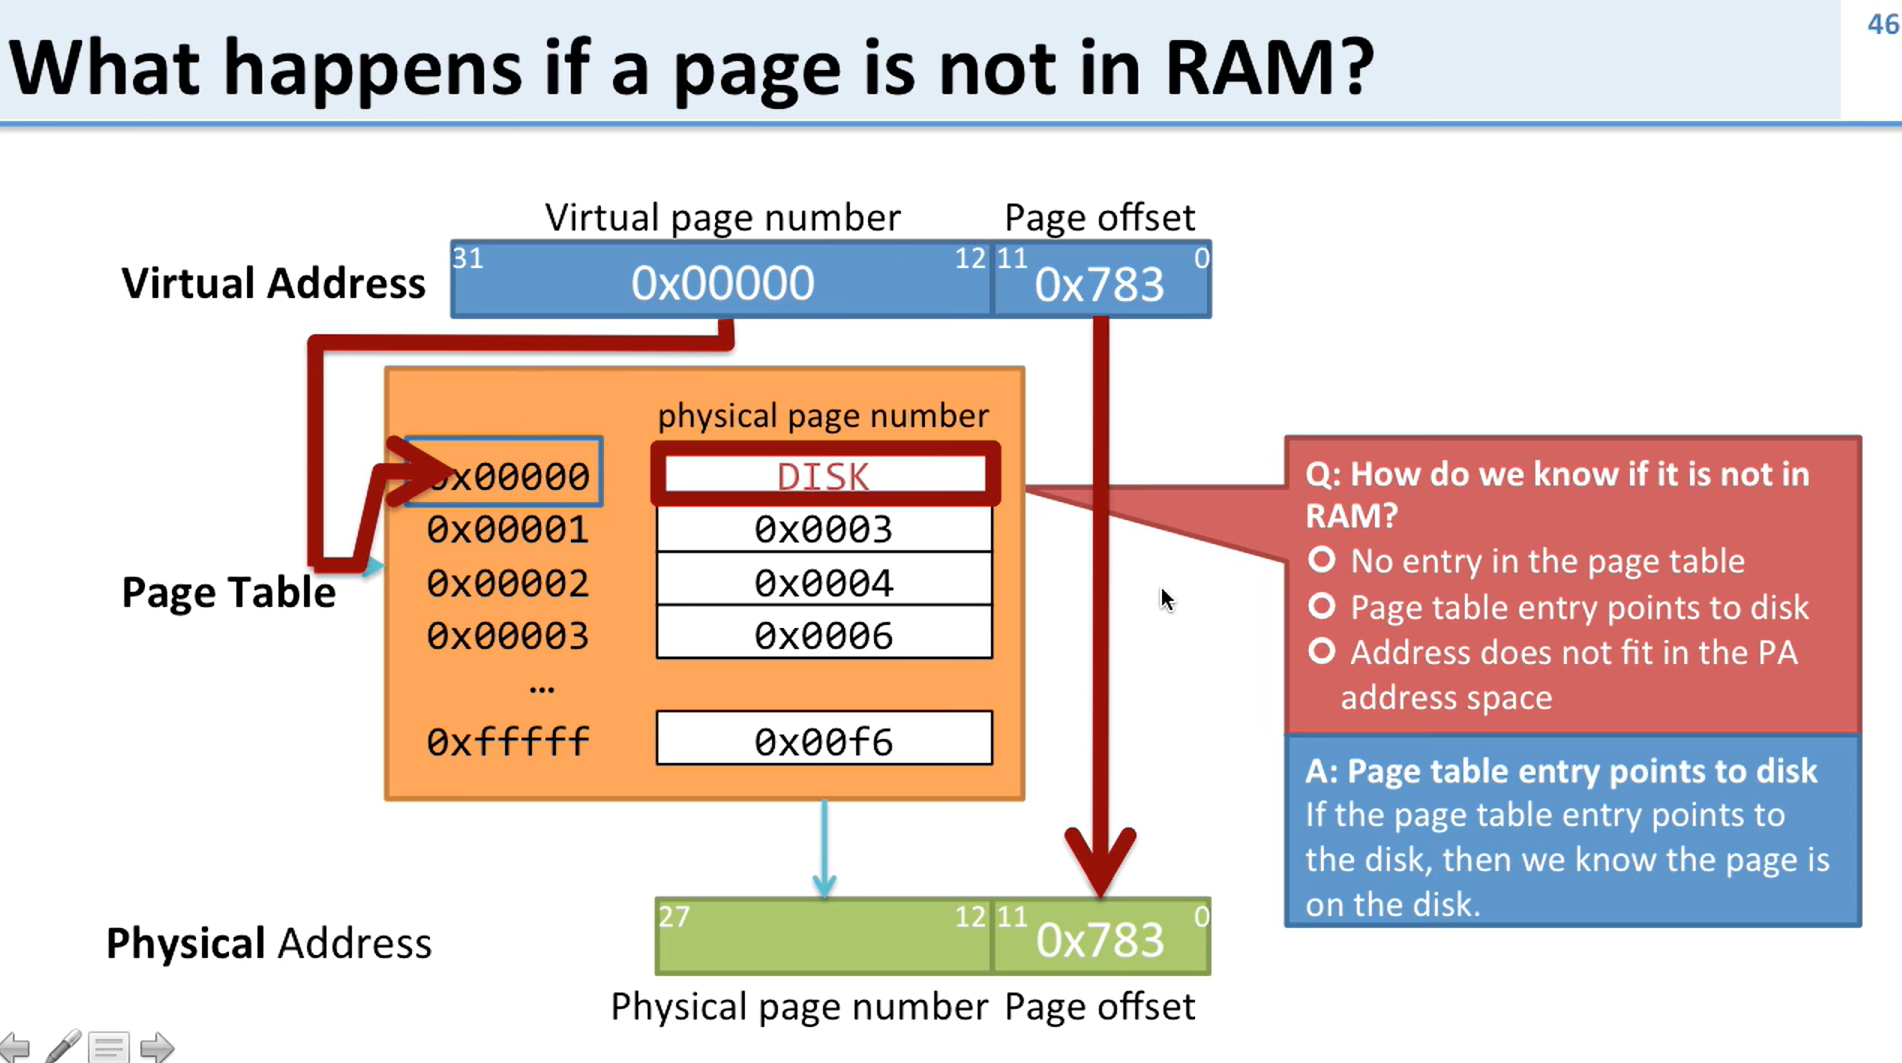 What happens if a page is not in RAM?
46
Virtual page number
Page offset
Virtual Address
31
0x00000
12
11
0x783
0
physical page number
0x00000
DISK
0x00001
0x0003
0x00002
0x0004
0x00003
0x0006
...
0xfffff
0x00f6
Page Table
Q: How do we know if it is not in
RAM?
No entry in the page table
Page table entry points to disk
Address does not fit in the PA
address space
A: Page table entry points to disk
If the page table entry points to
the disk, then we know the page is
on the disk.
Physical Address
27
12
11
0x783
0
Physical page number
Page offset